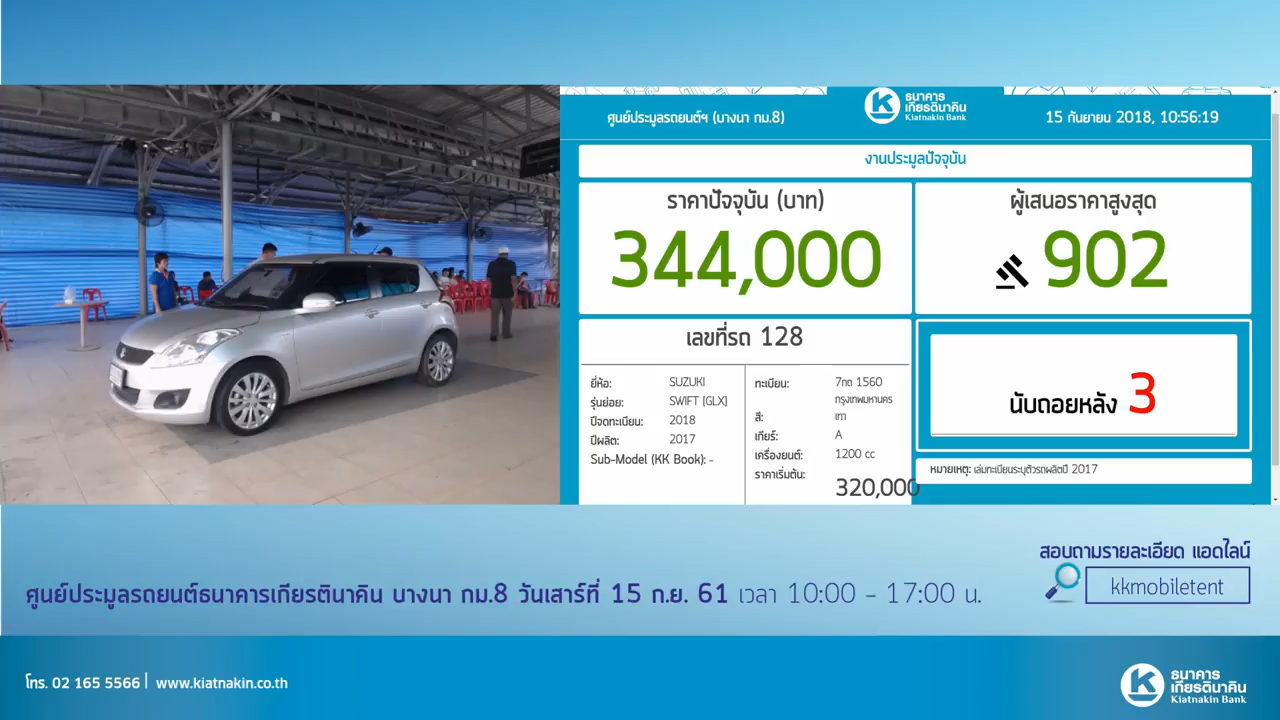 ศูนย์ประมูลรถยนต์ฯ (บางนา กม.8)
ธนาคาร
เกียรตินาคิน
Kiatnakin Bank
15 กันยายน 2018, 10:56:19
งานประมูลปัจจุบัน
ราคาปัจจุบัน (บาท)
344,000
ผู้เสนอราคาสูงสุด
902
เลขที่รถ 128
ยี่ห้อ: SUZUKI
รุ่นย่อย: SWIFT [GLX]
ปีจดทะเบียน: 2018
ปีผลิต: 2017
Sub-Model (KK Book): -
ทะเบียน: 7กถ 1560
กรุงเทพมหานคร
สี: เทา
เกียร์: A
เครื่องยนต์: 1200 cc
ราคาเริ่มต้น:
320,000
นับถอยหลัง 3
หมายเหตุ: เล่มทะเบียนระบุตัวรถผลิตปี 2017
สอบถามรายละเอียด แอดไลน์
kkmobiletent
ศูนย์ประมูลรถยนต์ธนาคารเกียรตินาคิน บางนา กม.8 วันเสาร์ที่ 15 ก.ย. 61 เวลา 10:00 - 17:00 น.
โทร. 02 165 5566 | www.kiatnakin.co.th
ธนาคาร
เกียรตินาคิน
Kiatnakin Bank